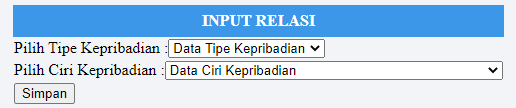 INPUT RELASI
Pilih Tipe Kepribadian :Data Tipe Kepribadian
Pilih Ciri Kepribadian :Data Ciri Kepribadian
Simpan